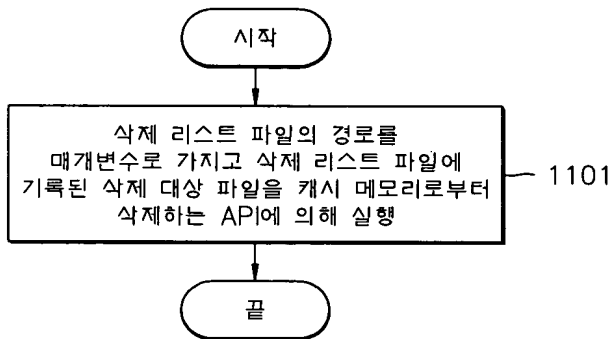 시작
삭제 리스트 파일의 경로를
매개변수로 가지고 삭제 리스트 파일에
기록된 삭제 대상 파일을 캐시 메모리로부터
삭제하는 API에 의해 실행
1101
끝